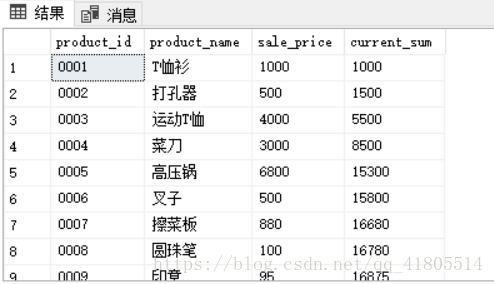 结果 消息
product_id product_name sale_price current_sum
1 0001 T恤衫 1000 1000
2 0002 打孔器 500 1500
3 0003 运动T恤 4000 5500
4 0004 菜刀 3000 8500
5 0005 高压锅 6800 15300
6 0006 叉子 500 15800
7 0007 擦菜板 880 16680
8 0008 圆珠笔 100 16780
https://blog.csdn.net/qq_41805514
9 0009 印章 95 16875